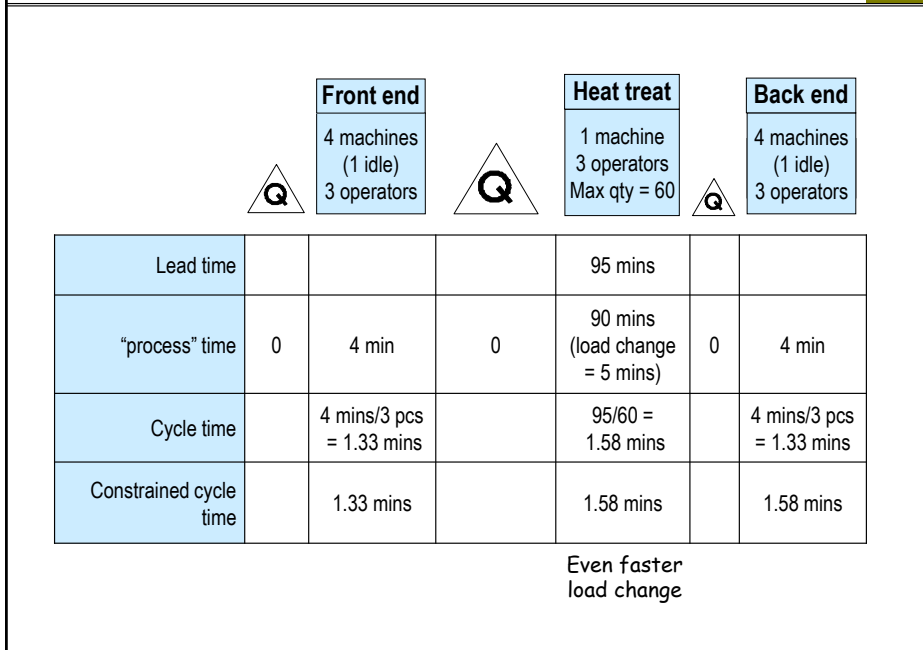 Front end
4 machines
(1 idle)
3 operators
Heat treat
1 machine
3 operators
Max qty = 60
Back end
4 machines
(1 idle)
3 operators
Q
Q
Q
Lead time
95 mins
“process” time
0
4 min
0
90 mins
(load change
= 5 mins)
0
4 min
Cycle time
4 mins/3 pcs
= 1.33 mins
95/60 =
1.58 mins
4 mins/3 pcs
= 1.33 mins
Constrained cycle
time
1.33 mins
1.58 mins
1.58 mins
Even faster
load change